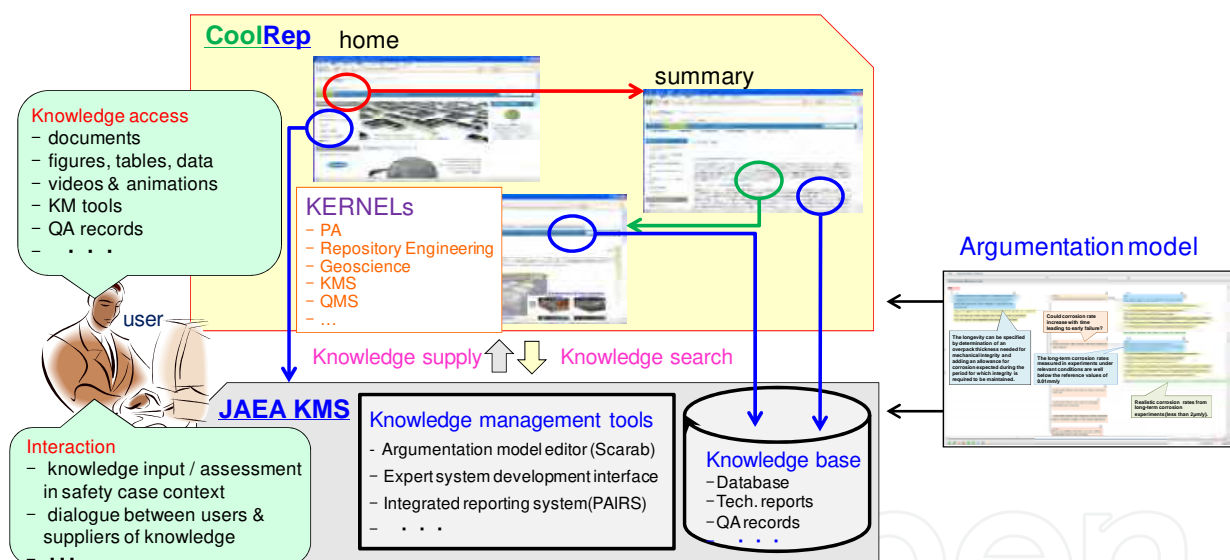 CoolRep
home
summary
Knowledge access
− documents
− figures, tables, data
− videos & animations
− KM tools
− QA records
− · · ·
KERNELs
− PA
− Repository Engineering
− Geoscience
− KMS
− QMS
− ...
user
Knowledge supply
Knowledge search
Argumentation model
Could corrosion rate
increase with time
leading to early failure?
The longevity can be specified
by determination of an
overpack thickness needed for
mechanical integrity and
adding an allowance for
corrosion expected during the
period for which integrity is
required to be maintained.
The long-term corrosion rates
measured in experiments under
relevant conditions are well
below the reference values of
0.01mm/y
Realistic corrosion rates from
long-term corrosion
experiments (less than 2μm/y).
JAEA KMS
Knowledge management tools
- Argumentation model editor (Scarab)
− Expert system development interface
− Integrated reporting system(PAIRS)
− · · ·
Knowledge base
−Database
−Tech. reports
−QA records
− · · ·
Interaction
− knowledge input / assessment
in safety case context
− dialogue between users &
suppliers of knowledge
− ...
open